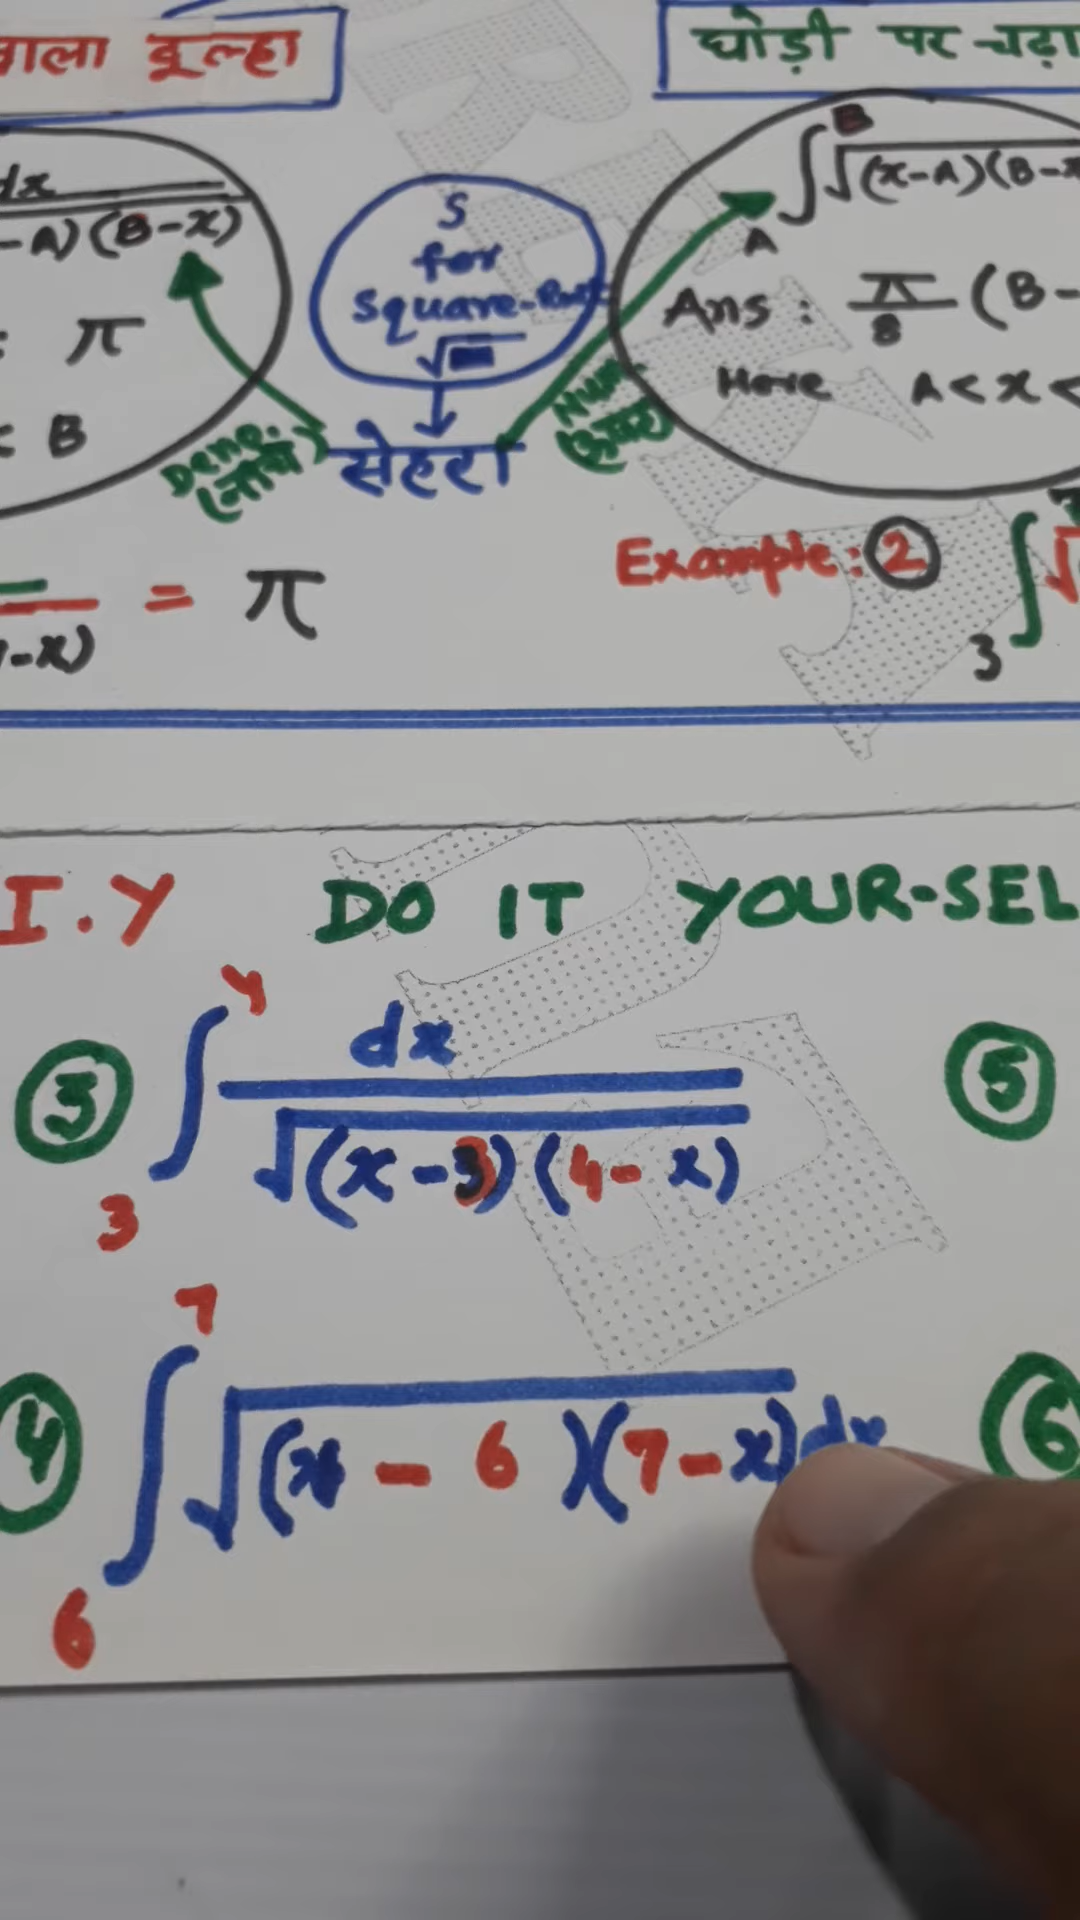 वाला दूल्हा
घोड़ी पर चढ़ा
dx
-A)(B-x)
: π
< B
S
for
Square-Root
√
सेहरा
Deno.
(नीचे)
Num.
(ऊपर)
B
∫√(x-A)(B-x
A
Ans : π/8 (B-
Here A<x<
= π
-x)
Example: 2 ∫√
3
I.Y DO IT YOUR-SEL
3 ∫ dx
4
√(x-3)(4-x)
3
5
7
4 ∫√(x-6)(7-x)dx
6
6